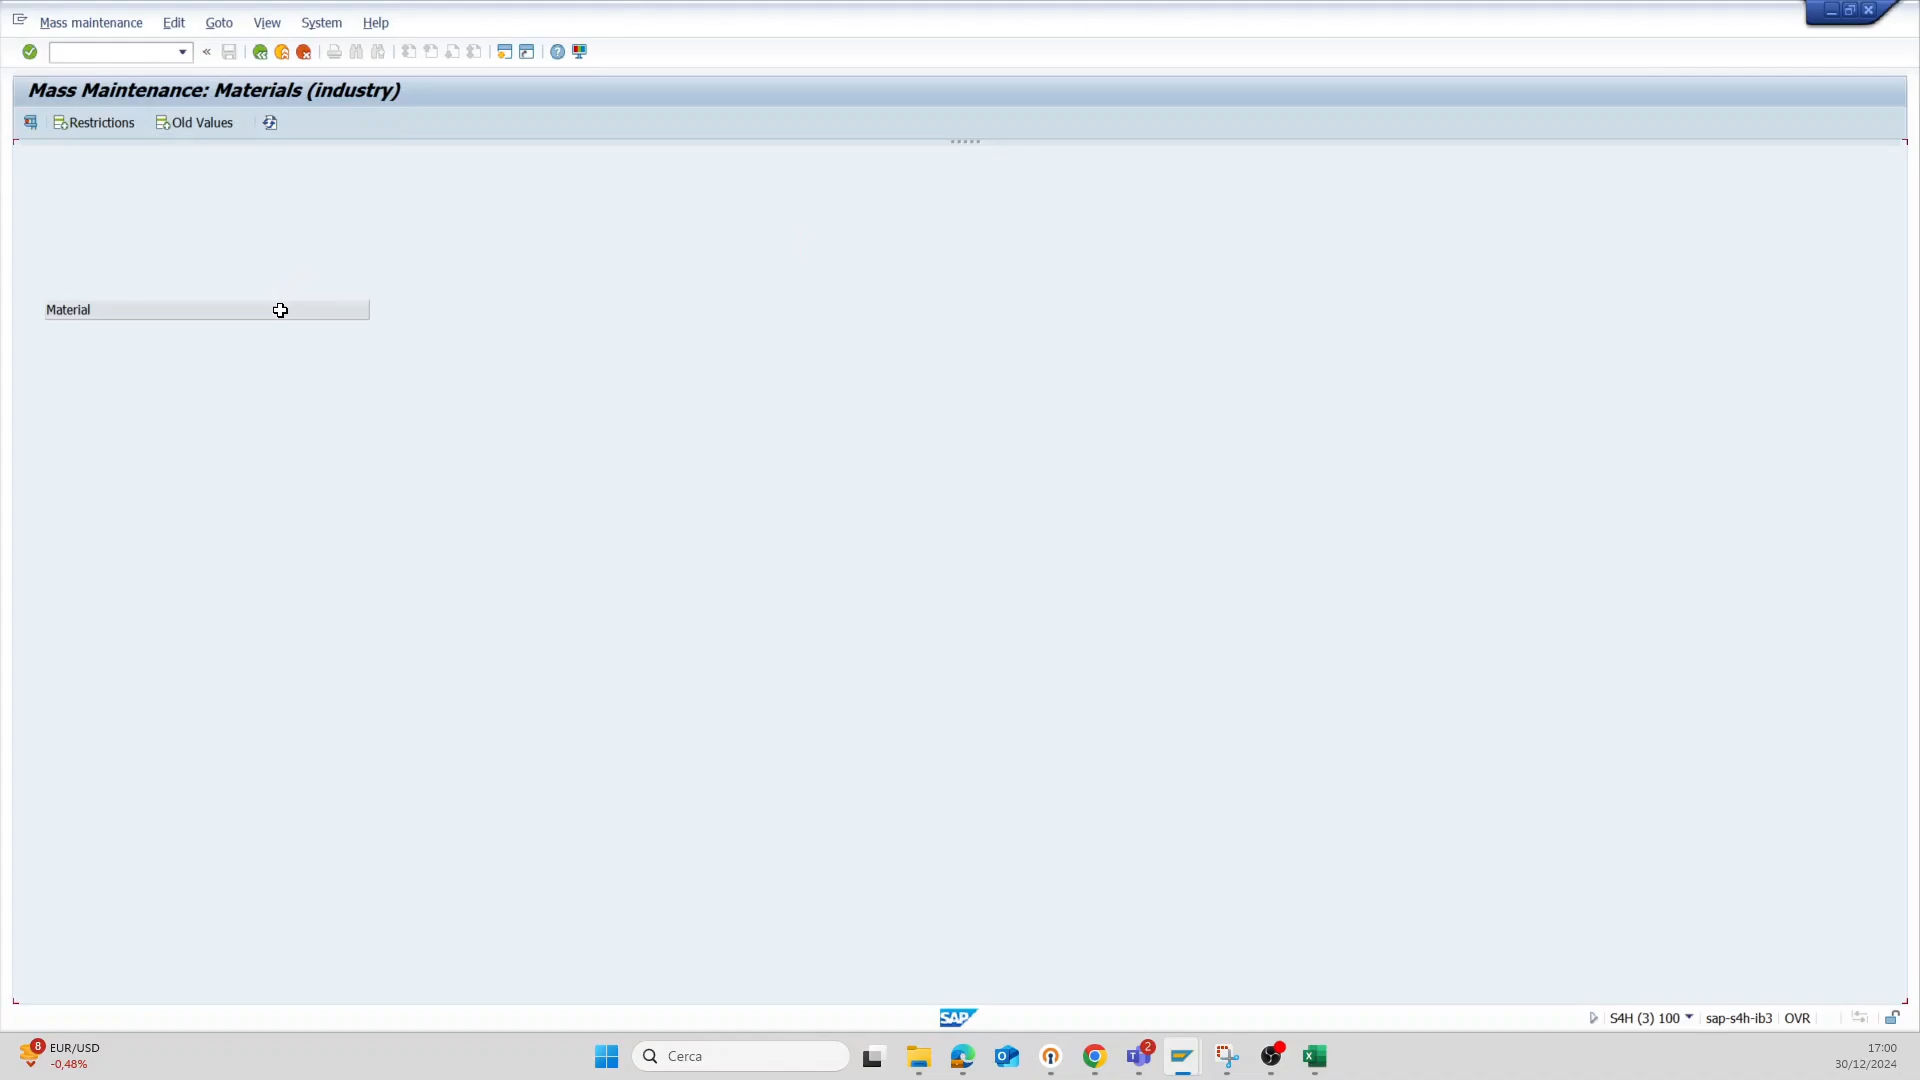 Mass maintenance Edit Goto View System Help
Mass Maintenance: Materials (industry)
Restrictions Old Values
Material
SAP
S4H (3) 100 sap-s4h-ib3 OVR
8 EUR/USD
-0,48%
Cerca
2
17:00
30/12/2024